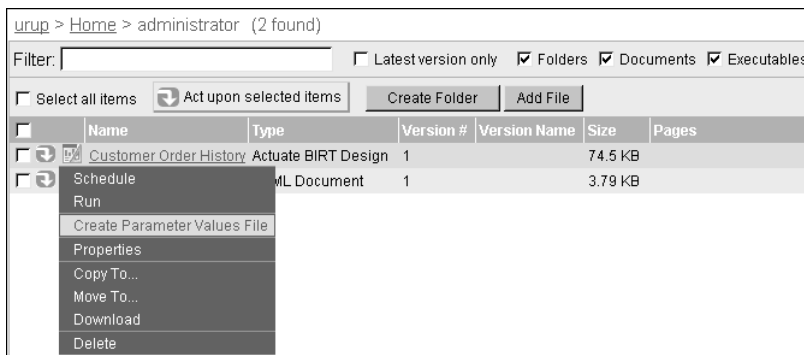 urup > Home > administrator (2 found)
Filter: Latest version only Folders Documents Executables
Select all items Act upon selected items Create Folder Add File
Name Type Version # Version Name Size Pages
Customer Order History Actuate BIRT Design 1 74.5 KB
ML Document 1 3.79 KB
Schedule
Run
Create Parameter Values File
Properties
Copy To...
Move To...
Download
Delete